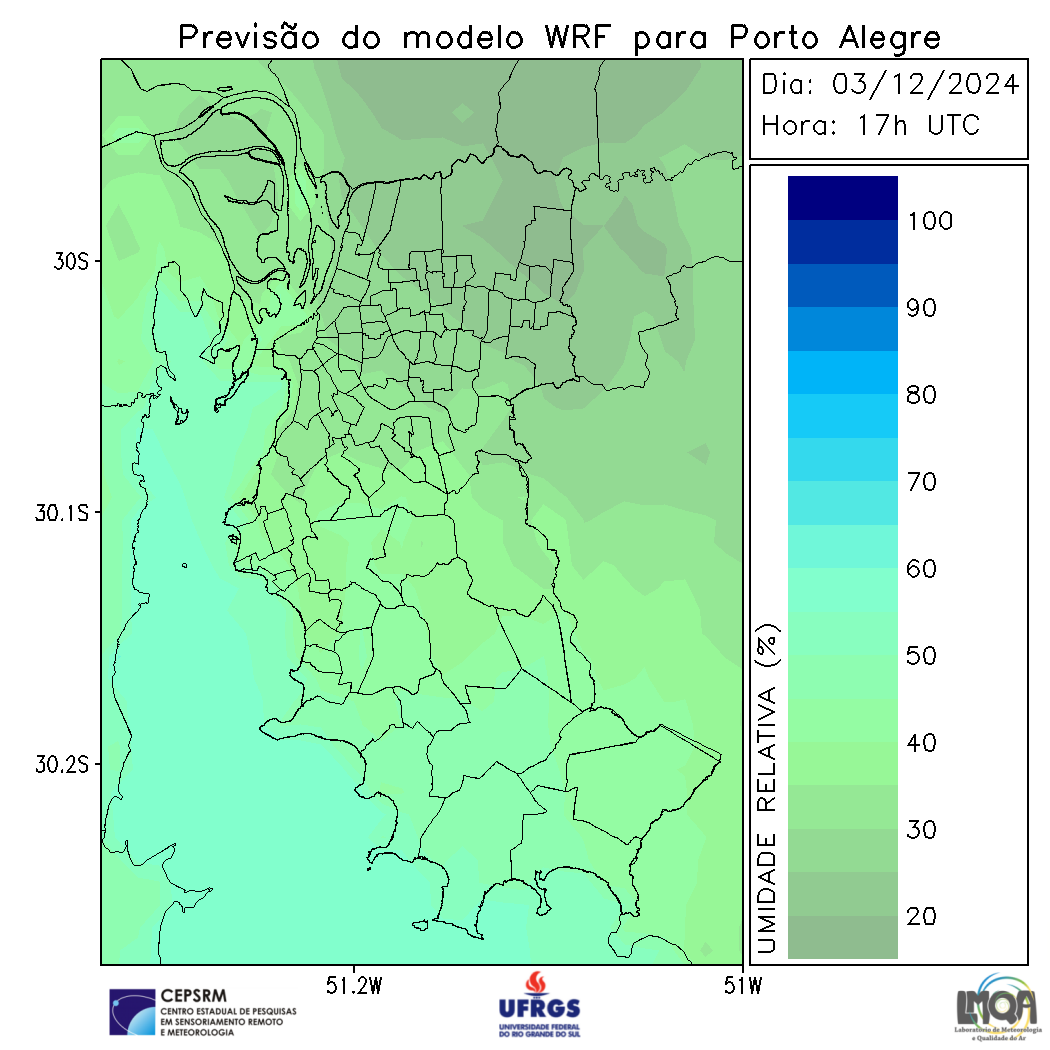 Previsão do modelo WRF para Porto Alegre
Dia: 03/12/2024
Hora: 17h UTC
30S
30.1S
30.2S
51.2W
51W
UMIDADE RELATIVA (%)
100
90
80
70
60
50
40
30
20
CEPSRM
CENTRO ESTADUAL DE PESQUISAS
EM SENSORIAMENTO REMOTO
E METEOROLOGIA
UFRGS
UNIVERSIDADE FEDERAL
DO RIO GRANDE DO SUL
LMQA
Laboratório de Meteorologia
e Qualidade do Ar